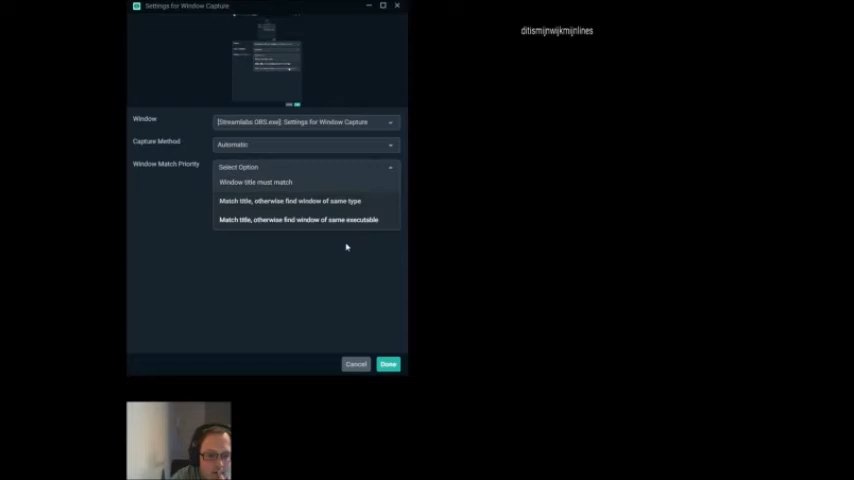 Settings for Window Capture
ditismijnwijkmijnlines
Window
[Streamlabs OBS.exe]: Settings for Window Capture
Capture Method
Automatic
Window Match Priority
Select Option
Window title must match
Match title, otherwise find window of same type
Match title, otherwise find window of same executable
Cancel
Done